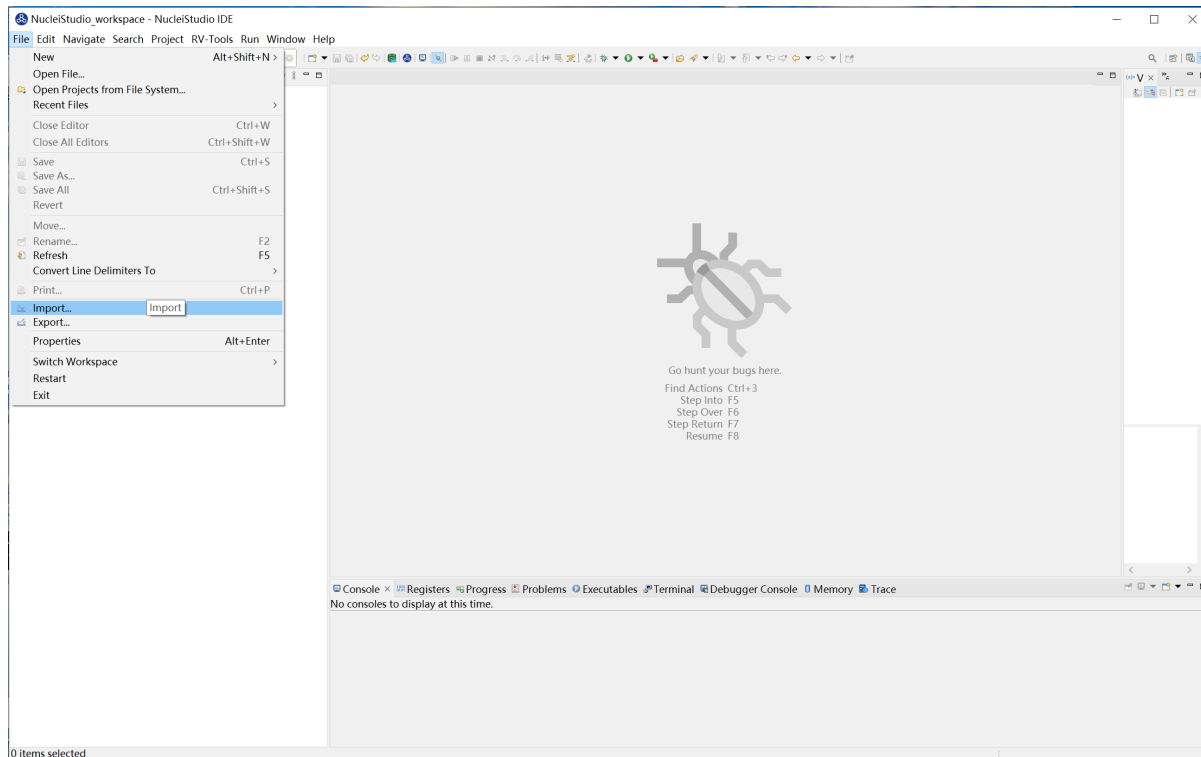 NucleiStudio_workspace - NucleiStudio IDE
File Edit Navigate Search Project RV-Tools Run Window Help
New Alt+Shift+N >
Open File...
Open Projects from File System...
Recent Files >
Close Editor Ctrl+W
Close All Editors Ctrl+Shift+W
Save Ctrl+S
Save As...
Save All Ctrl+Shift+S
Revert
Move...
Rename... F2
Refresh F5
Convert Line Delimiters To >
Print... Ctrl+P
Import... Import
Export...
Properties Alt+Enter
Switch Workspace >
Restart
Exit
(x)= V
Go hunt your bugs here.
Find Actions Ctrl+3
Step Into F5
Step Over F6
Step Return F7
Resume F8
Console Registers Progress Problems Executables Terminal Debugger Console Memory Trace
No consoles to display at this time.
0 items selected